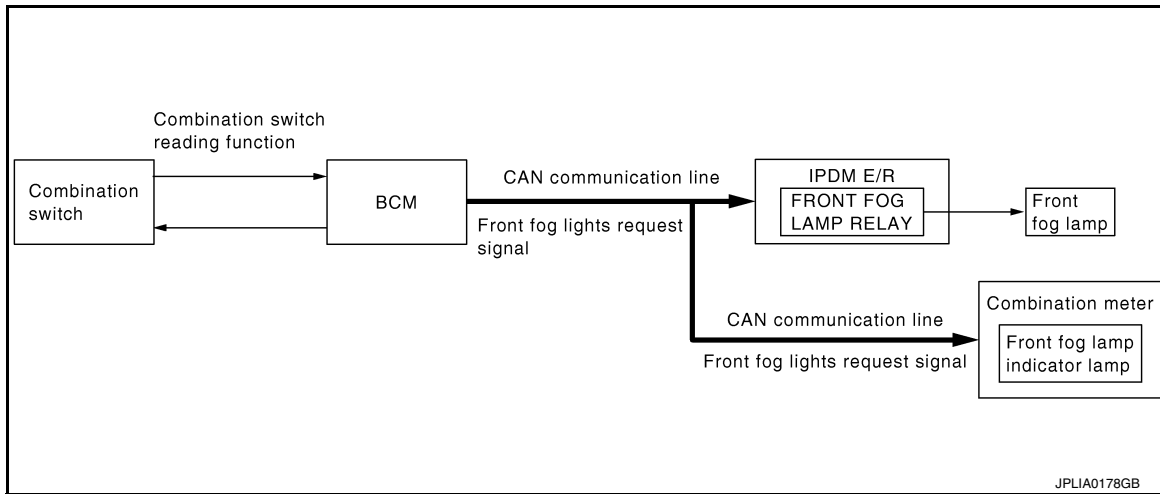 Combination switch
reading function
Combination
switch
BCM
CAN communication line
Front fog lights request
signal
IPDM E/R
FRONT FOG
LAMP RELAY
Front
fog lamp
CAN communication line
Front fog lights request signal
Combination meter
Front fog lamp
indicator lamp
JPLIA0178GB